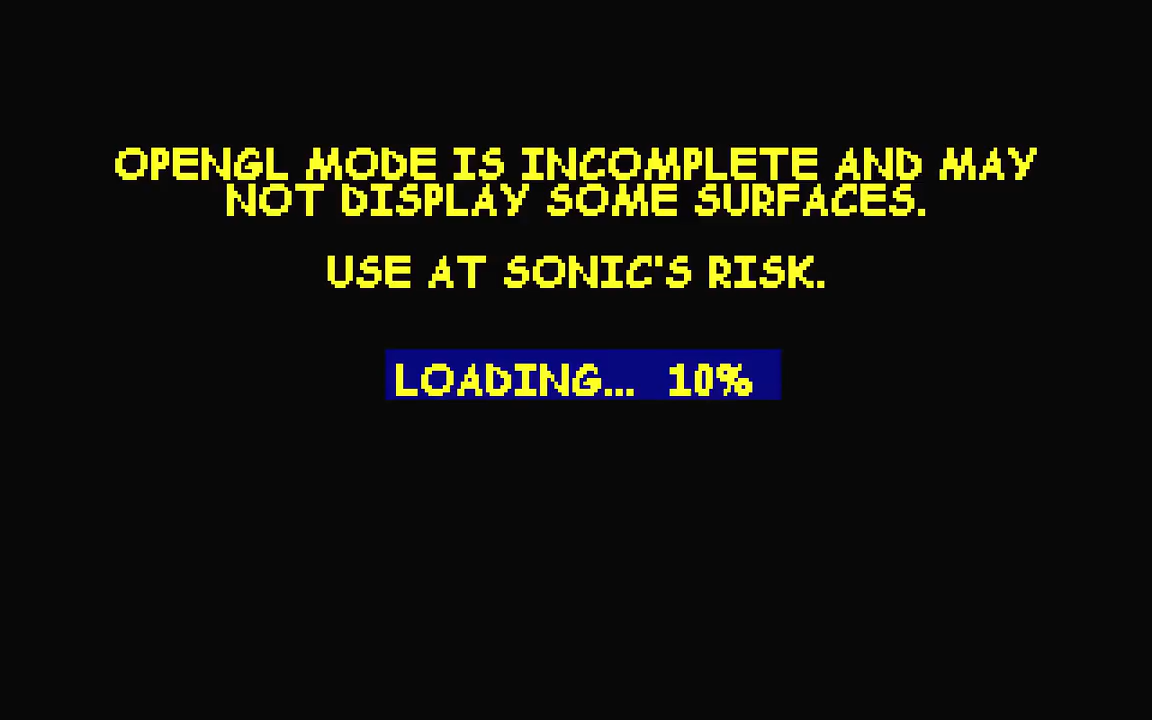 OPENGL MODE IS INCOMPLETE AND MAY
NOT DISPLAY SOME SURFACES.
USE AT SONIC'S RISK.
LOADING... 10%